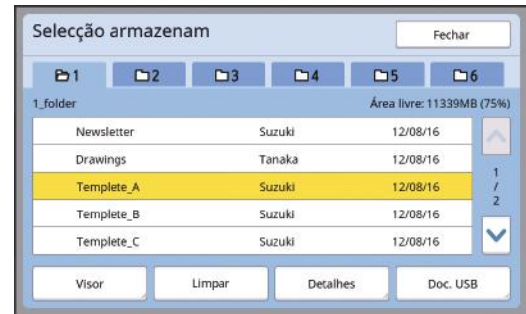 Selecção armazenam
Fechar
1 2 3 4 5 6
1_folder Área livre: 11339MB (75%)
Newsletter Suzuki 12/08/16
Drawings Tanaka 12/08/16
Templete_A Suzuki 12/08/16
Templete_B Suzuki 12/08/16
Templete_C Suzuki 12/08/16
1
/
2
Visor Limpar Detalhes Doc. USB